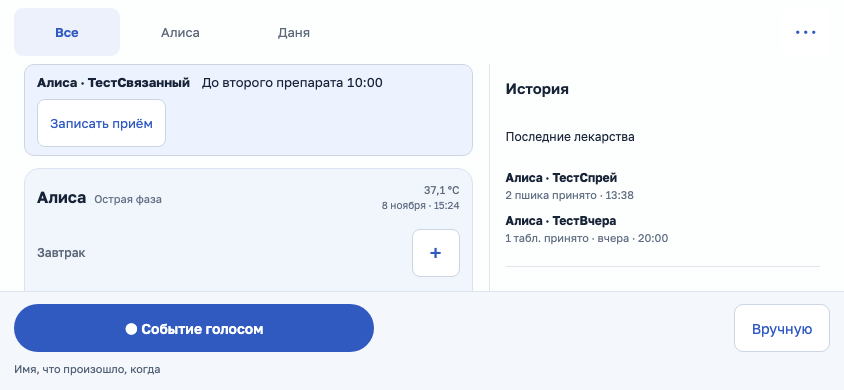 Все
Алиса
Даня
...
Алиса · ТестСвязанный До второго препарата 10:00
Записать приём
Алиса Острая фаза
37,1 °C
8 ноября · 15:24
Завтрак
+
История
Последние лекарства
Алиса · ТестСпрей
2 пшика принято · 13:38
Алиса · ТестВчера
1 табл. принято · вчера · 20:00
Событие голосом
Имя, что произошло, когда
Вручную